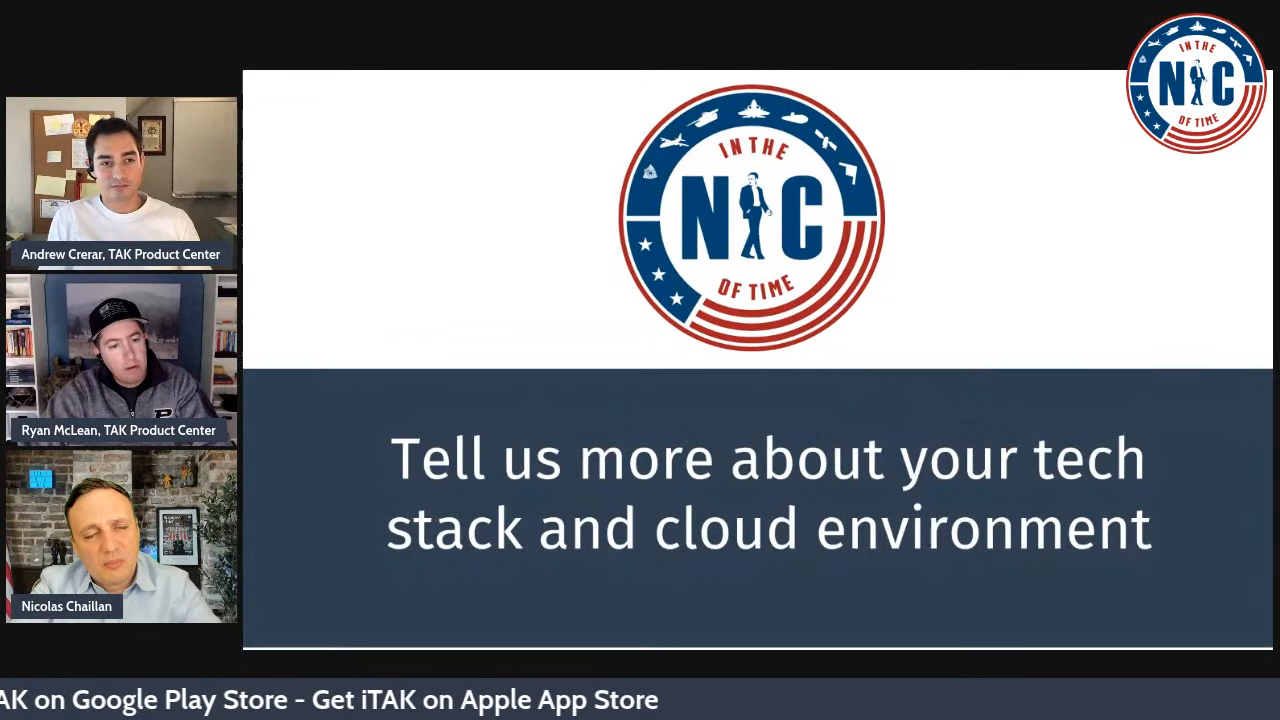 IN THE
NIC
OF TIME
IN THE
NIC
OF TIME
Andrew Crerar, TAK Product Center
Ryan McLean, TAK Product Center
Nicolas Chaillan
Tell us more about your tech
stack and cloud environment
AK on Google Play Store - Get iTAK on Apple App Store